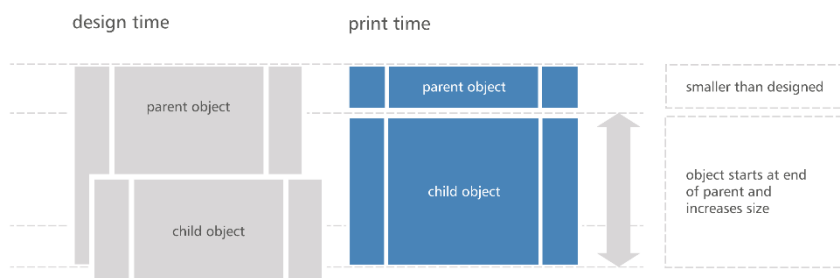 design time
print time
parent object
parent object
smaller than designed
child object
child object
object starts at end
of parent and
increases size